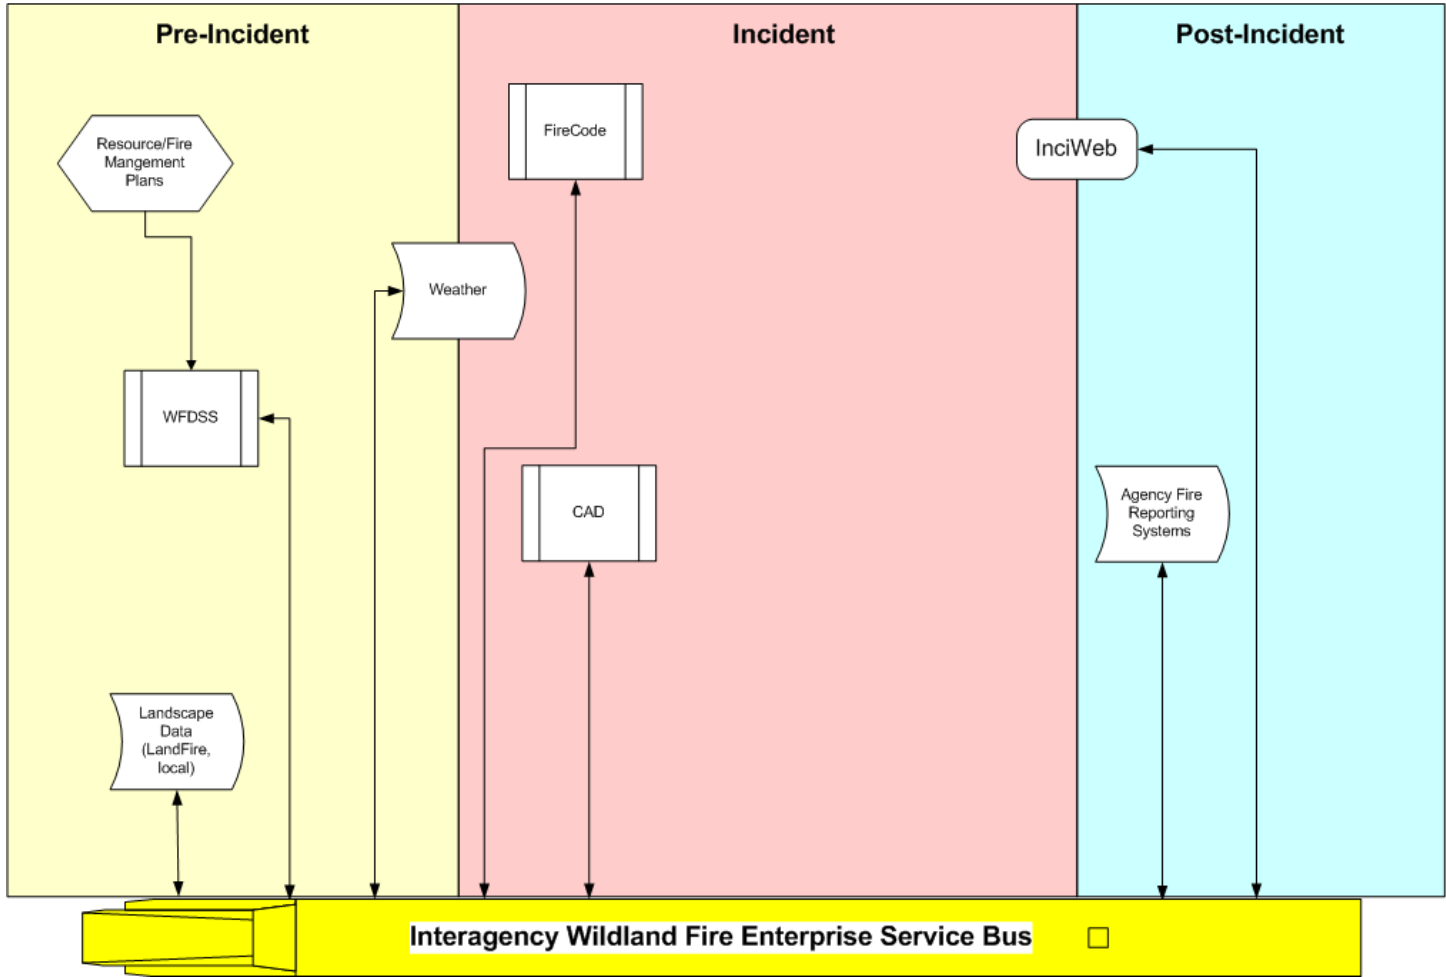 Pre-Incident
Incident
Post-Incident
Resource/Fire
Mangement
Plans
FireCode
InciWeb
Weather
WFDSS
CAD
Agency Fire
Reporting
Systems
Landscape
Data
(LandFire,
local)
Interagency Wildland Fire Enterprise Service Bus